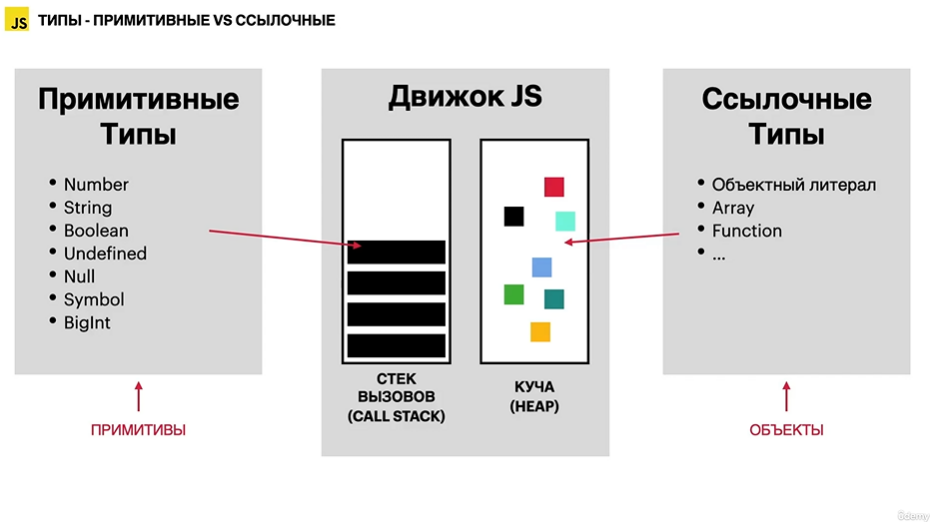 JS ТИПЫ - ПРИМИТИВНЫЕ VS ССЫЛОЧНЫЕ
Примитивные
Типы
• Number
• String
• Boolean
• Undefined
• Null
• Symbol
• BigInt
ПРИМИТИВЫ
Движок JS
СТЕК
ВЫЗОВОВ
(CALL STACK)
КУЧА
(HEAP)
Ссылочные
Типы
• Объектный литерал
• Array
• Function
• ...
ОБЪЕКТЫ
ûdemy